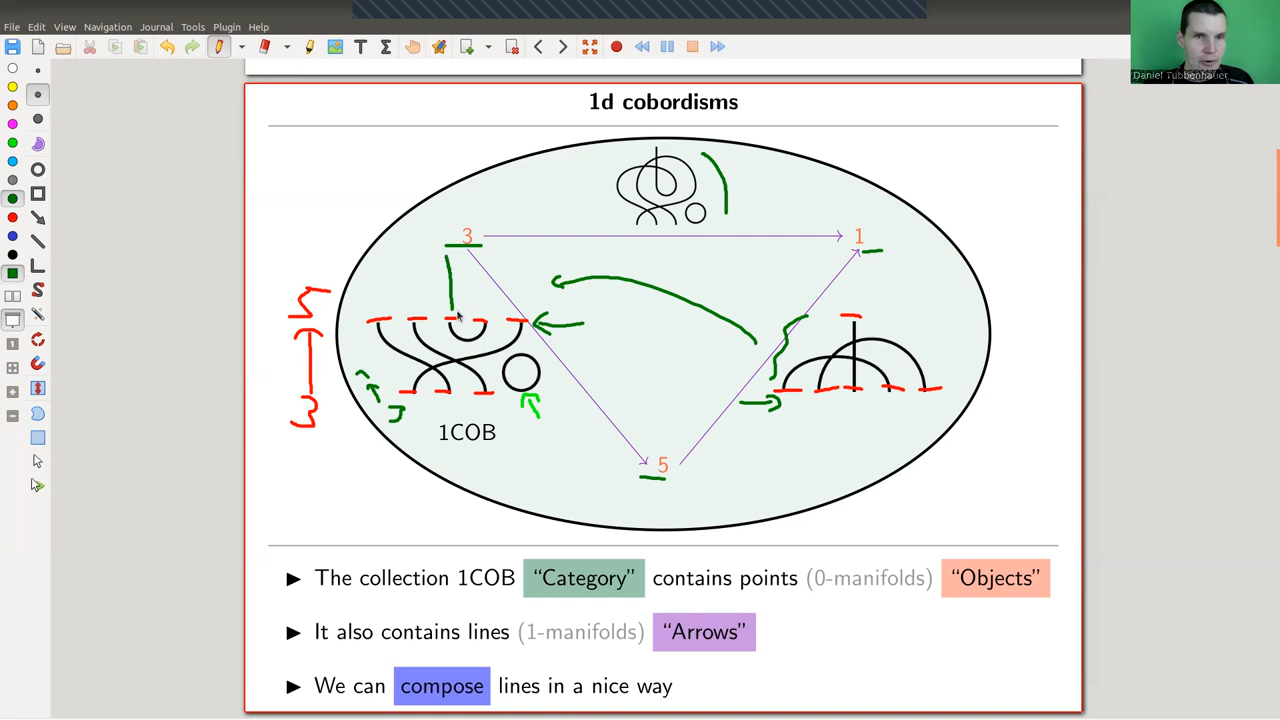 File Edit View Navigation Journal Tools Plugin Help
Daniel Tubbenhauer
1d cobordisms
3
1
5
3
3
1COB
5
▶ The collection 1COB "Category" contains points (0-manifolds) "Objects"
▶ It also contains lines (1-manifolds) "Arrows"
▶ We can compose lines in a nice way